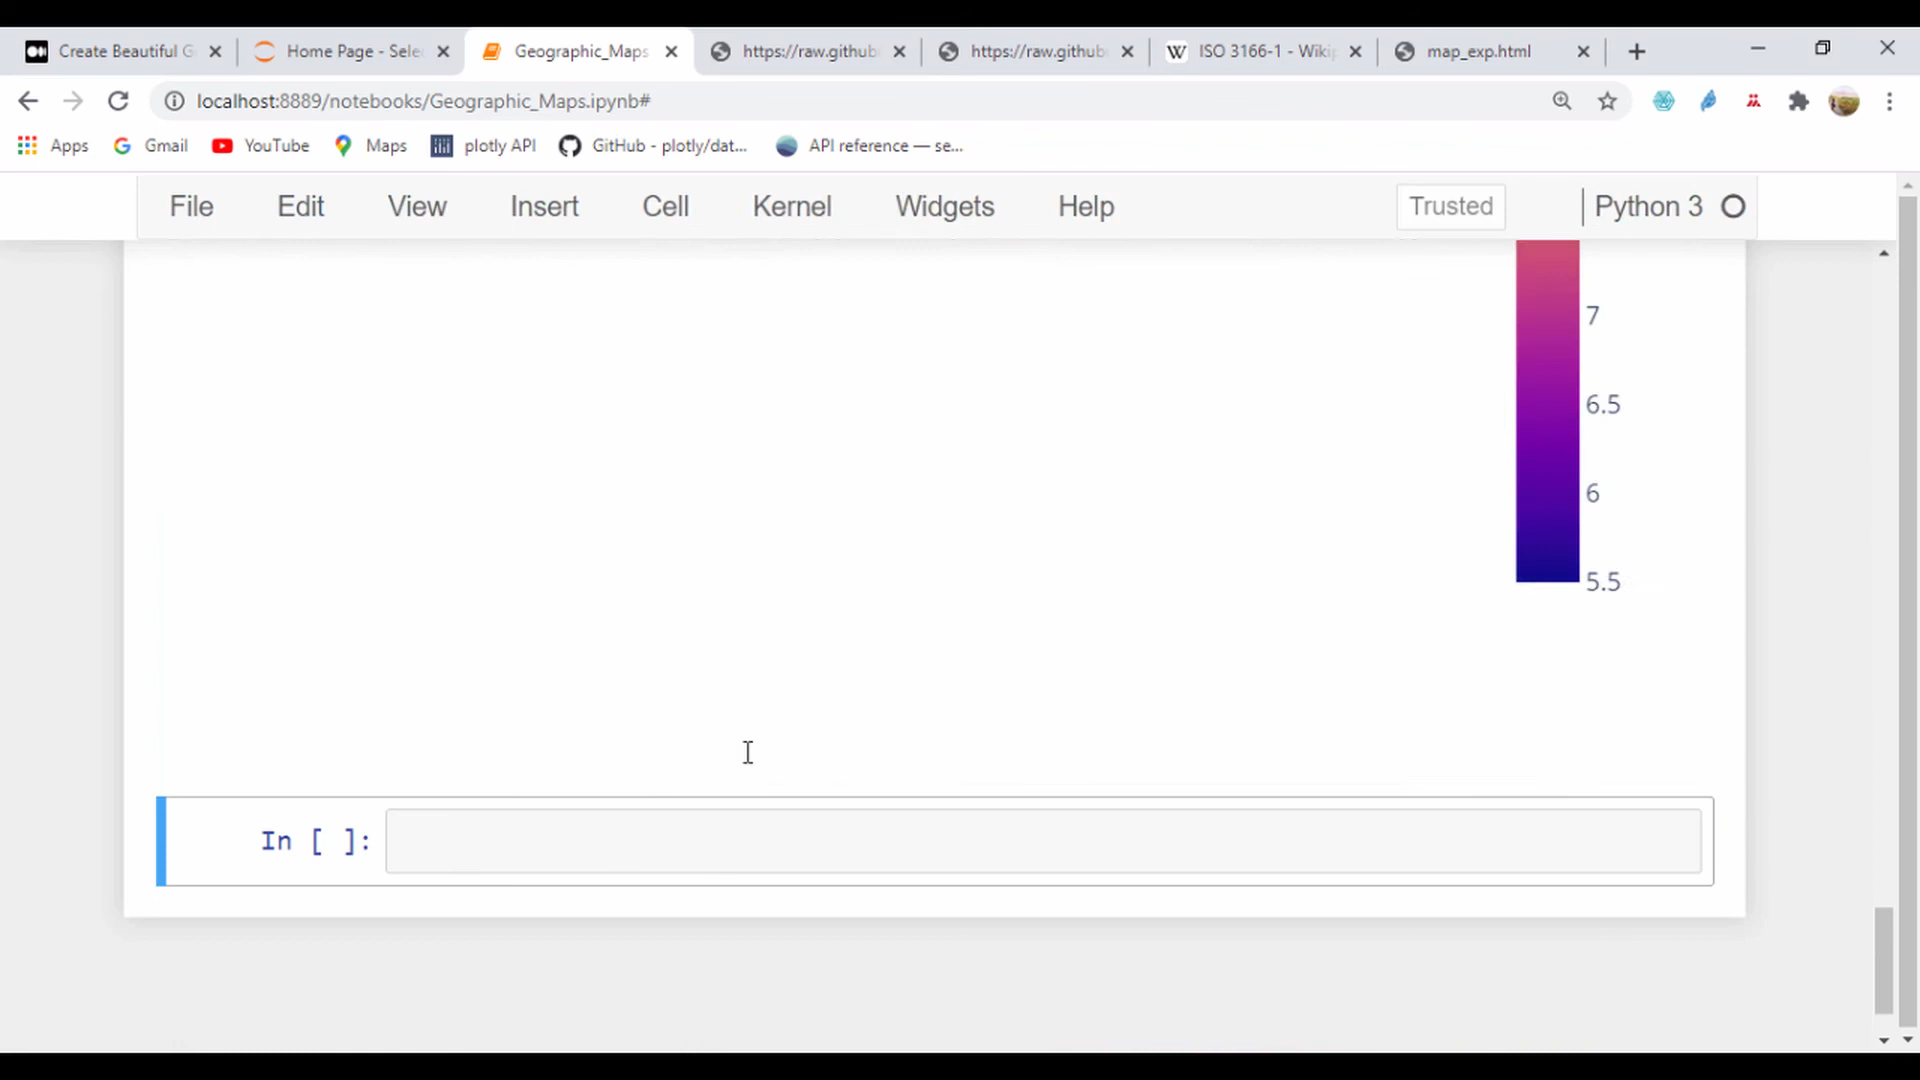 Create Beautiful G
Home Page - Selec
Geographic_Maps
https://raw.github
https://raw.github
ISO 3166-1 - Wikip
map_exp.html
localhost:8889/notebooks/Geographic_Maps.ipynb#
Apps
Gmail
YouTube
Maps
plotly API
GitHub - plotly/dat...
API reference — se...
File
Edit
View
Insert
Cell
Kernel
Widgets
Help
Trusted
Python 3
7
6.5
6
5.5
In [ ]: